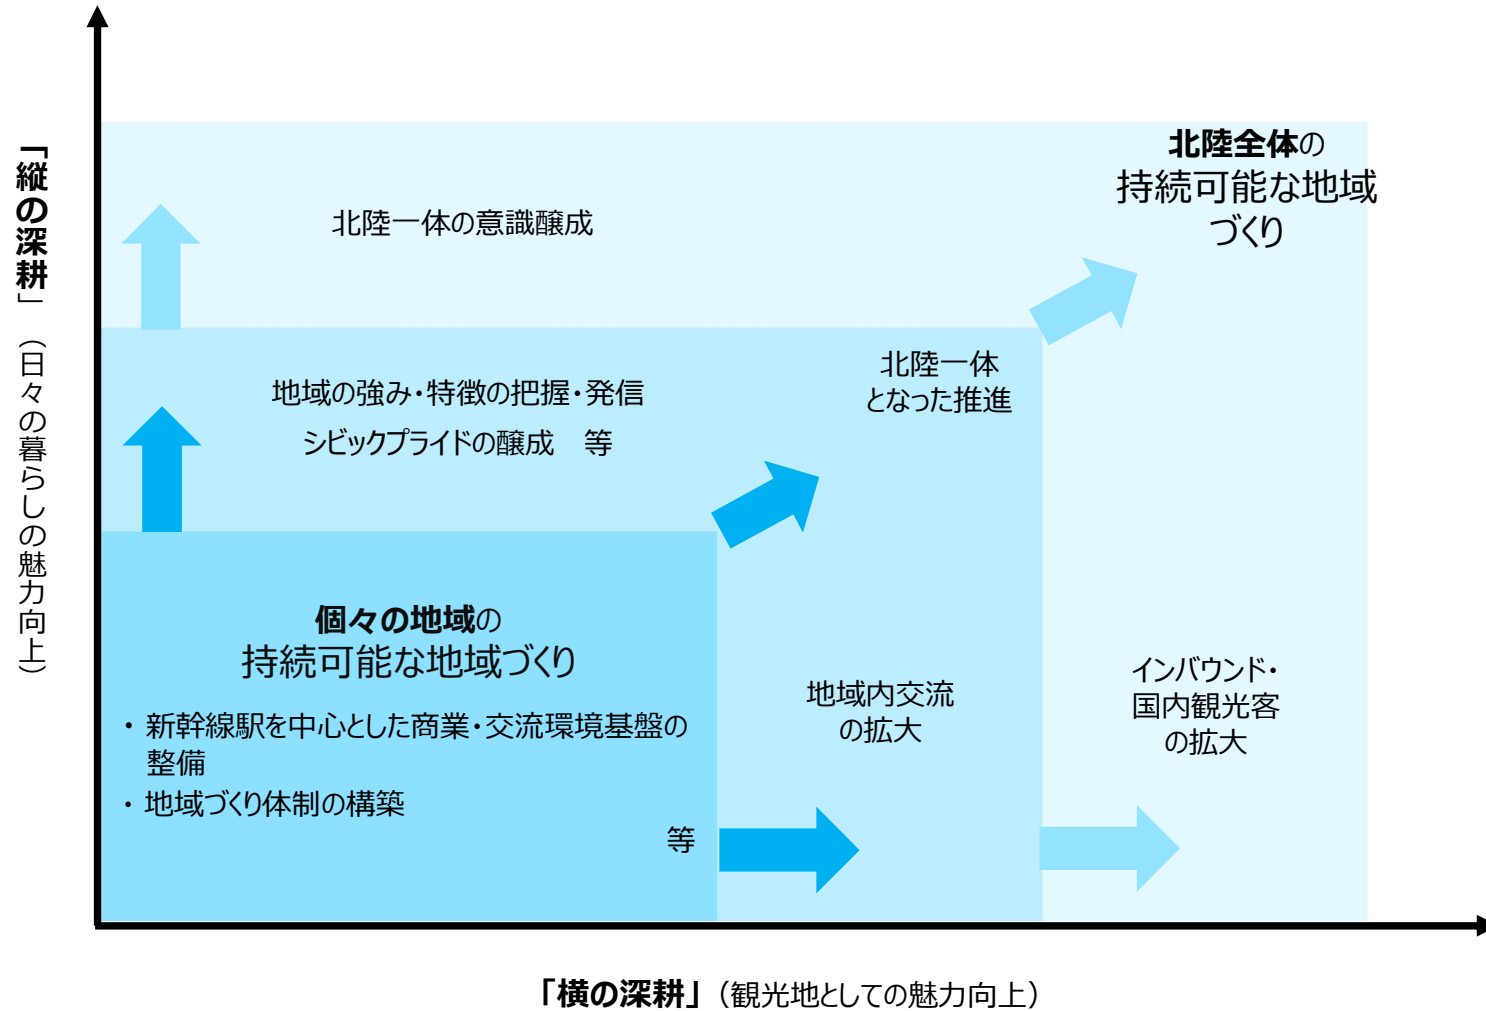 「縦の深耕」（日々の暮らしの魅力向上）
北陸全体の
持続可能な地域
づくり
北陸一体の意識醸成
北陸一体
となった推進
地域の強み・特徴の把握・発信
シビックプライドの醸成　等
個々の地域の
持続可能な地域づくり
・ 新幹線駅を中心とした商業・交流環境基盤の
整備
・ 地域づくり体制の構築
等
地域内交流
の拡大
インバウンド・
国内観光客
の拡大
「横の深耕」（観光地としての魅力向上）